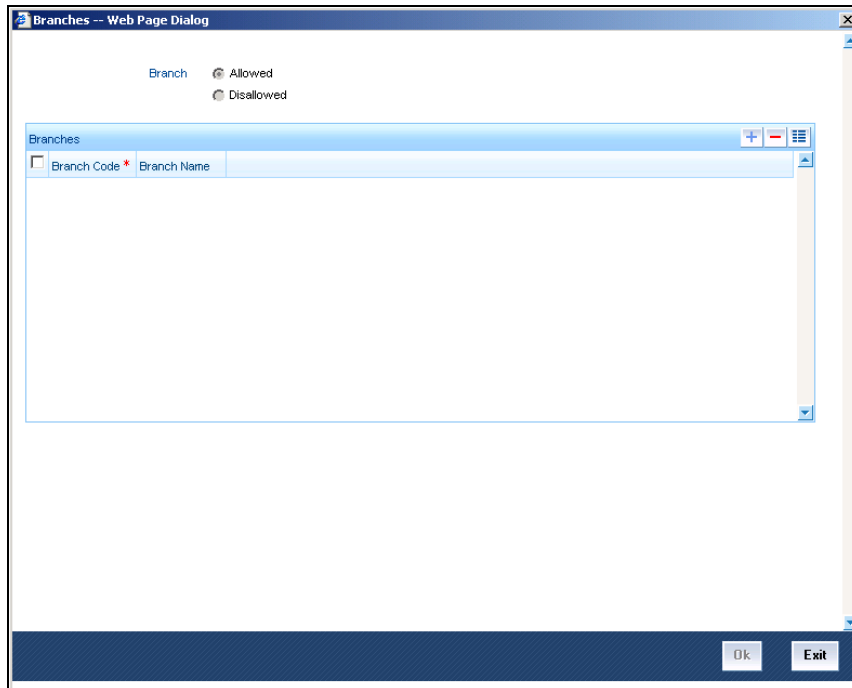 Branches -- Web Page Dialog
Branch Allowed
Disallowed
Branches
Branch Code * Branch Name
Ok Exit